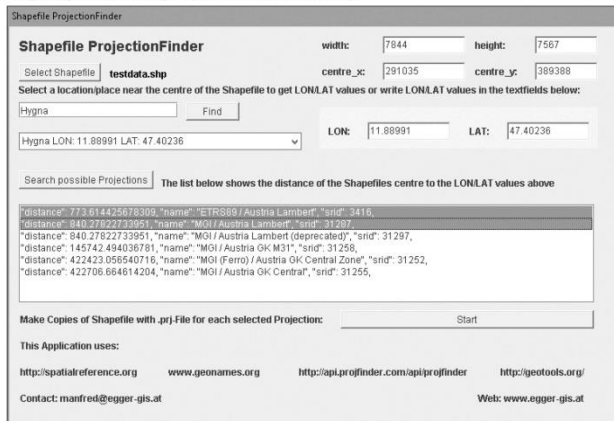 Shapefile ProjectionFinder
Shapefile ProjectionFinder width: 7844 height: 7567
Select Shapefile testdata.shp centre_x: 291035 centre_y: 389388
Select a location/place near the centre of the Shapefile to get LON/LAT values or write LON/LAT values in the textfields below:
Hygna Find
LON: 11.88991 LAT: 47.40236
Hygna LON: 11.88991 LAT: 47.40236
Search possible Projections The list below shows the distance of the Shapefiles centre to the LON/LAT values above
"distance": 773.614425678309, "name": "ETRS89 / Austria Lambert", "srid": 3416,
"distance": 840.27822733951, "name": "MGI / Austria Lambert", "srid": 31287,
"distance": 840.27822733951, "name": "MGI / Austria Lambert (deprecated)", "srid": 31297,
"distance": 145742.494036781, "name": "MGI / Austria GK M31", "srid": 31258,
"distance": 422423.056540716, "name": "MGI (Ferro) / Austria GK Central Zone", "srid": 31252,
"distance": 422706.664614204, "name": "MGI / Austria GK Central", "srid": 31255,
Make Copies of Shapefile with .prj-File for each selected Projection: Start
This Application uses:
http://spatialreference.org www.geonames.org http://api.projfinder.com/api/projfinder http://geotools.org/
Contact: manfred@egger-gis.at Web: www.egger-gis.at